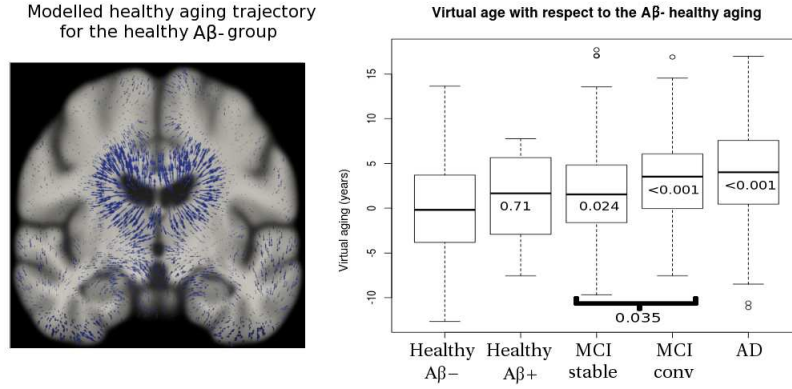 Modelled healthy aging trajectory
for the healthy Aβ- group
Virtual age with respect to the Aβ- healthy aging
Virtual aging (years)
15
10
5
0
-5
-10
0.71
0.024
<0.001
<0.001
0.035
Healthy
Aβ−
Healthy
Aβ+
MCI
stable
MCI
conv
AD